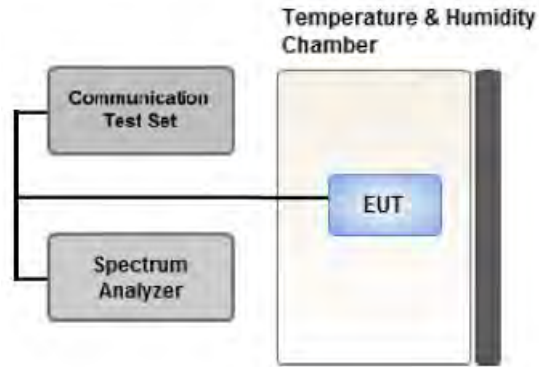 Temperature & Humidity
Chamber
Communication
Test Set
EUT
Spectrum
Analyzer